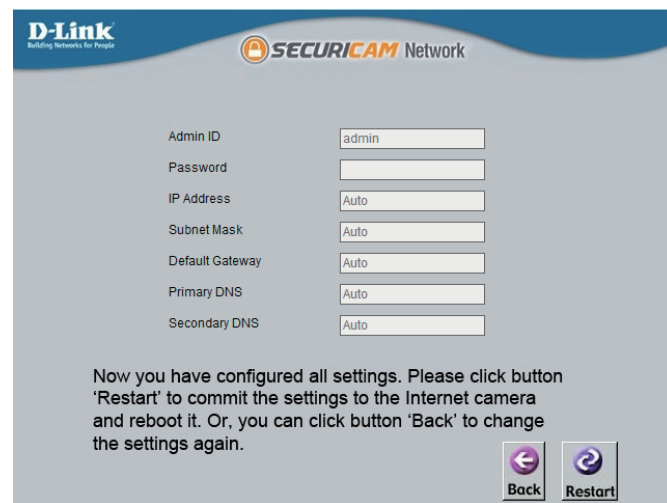 D-Link
Building Networks for People
SECURICAM Network
Admin ID admin
Password
IP Address Auto
Subnet Mask Auto
Default Gateway Auto
Primary DNS Auto
Secondary DNS Auto
Now you have configured all settings. Please click button
‘Restart’ to commit the settings to the Internet camera
and reboot it. Or, you can click button ‘Back’ to change
the settings again.
Back Restart